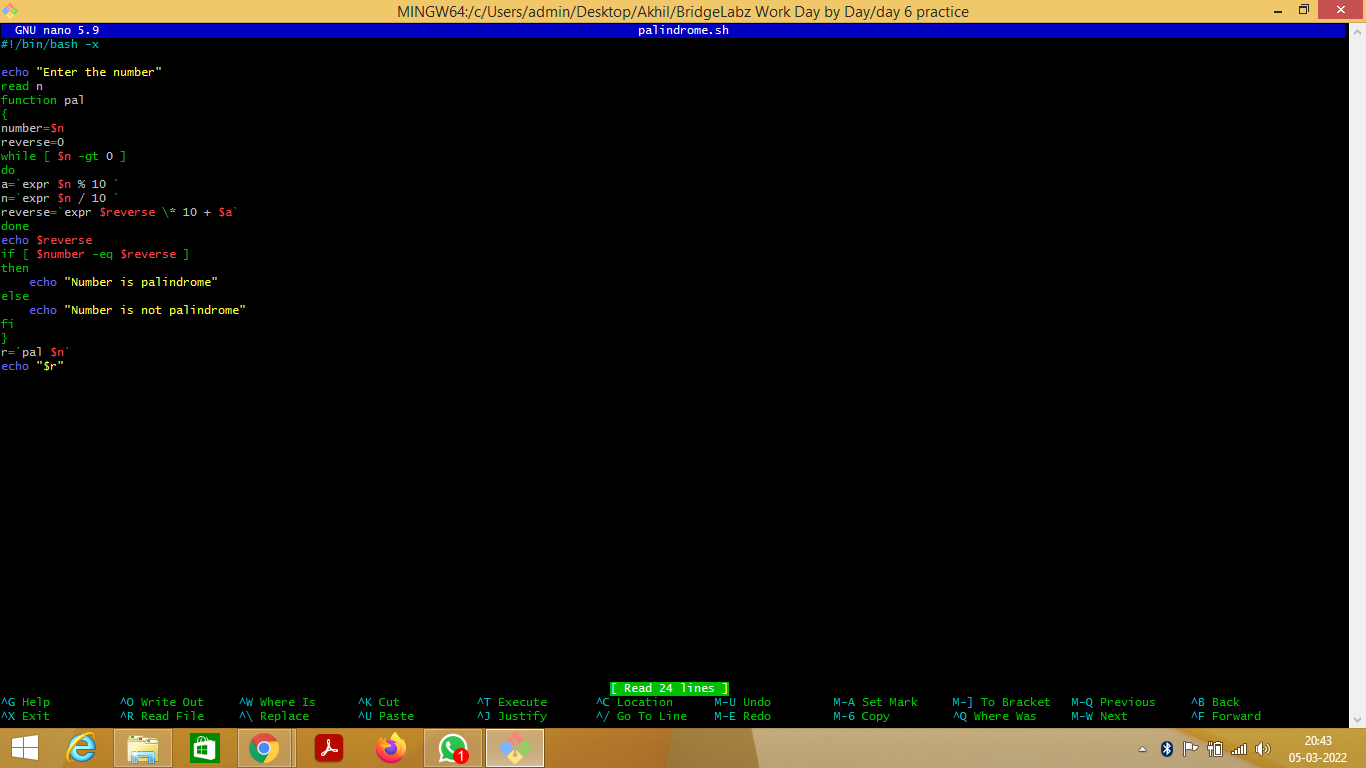 MINGW64:/c/Users/admin/Desktop/Akhil/BridgeLabz Work Day by Day/day 6 practice
GNU nano 5.9 palindrome.sh
#!/bin/bash -x

echo "Enter the number"
read n
function pal
{
number=$n
reverse=0
while [ $n -gt 0 ]
do
a=`expr $n % 10 `
n=`expr $n / 10 `
reverse=`expr $reverse \* 10 + $a`
done
echo $reverse
if [ $number -eq $reverse ]
then
    echo "Number is palindrome"
else
    echo "Number is not palindrome"
fi
}
r=`pal $n`
echo "$r"
[ Read 24 lines ]
^G Help ^O Write Out ^W Where Is ^K Cut ^T Execute ^C Location M-U Undo M-A Set Mark M-] To Bracket M-Q Previous ^B Back
^X Exit ^R Read File ^\ Replace ^U Paste ^J Justify ^/ Go To Line M-E Redo M-6 Copy ^Q Where Was M-W Next ^F Forward
1
20:43
05-03-2022